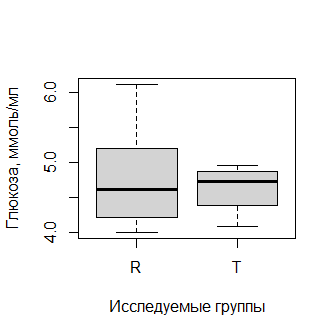 Глюкоза, ммоль/мл
6.0
5.0
4.0
R T
Исследуемые группы